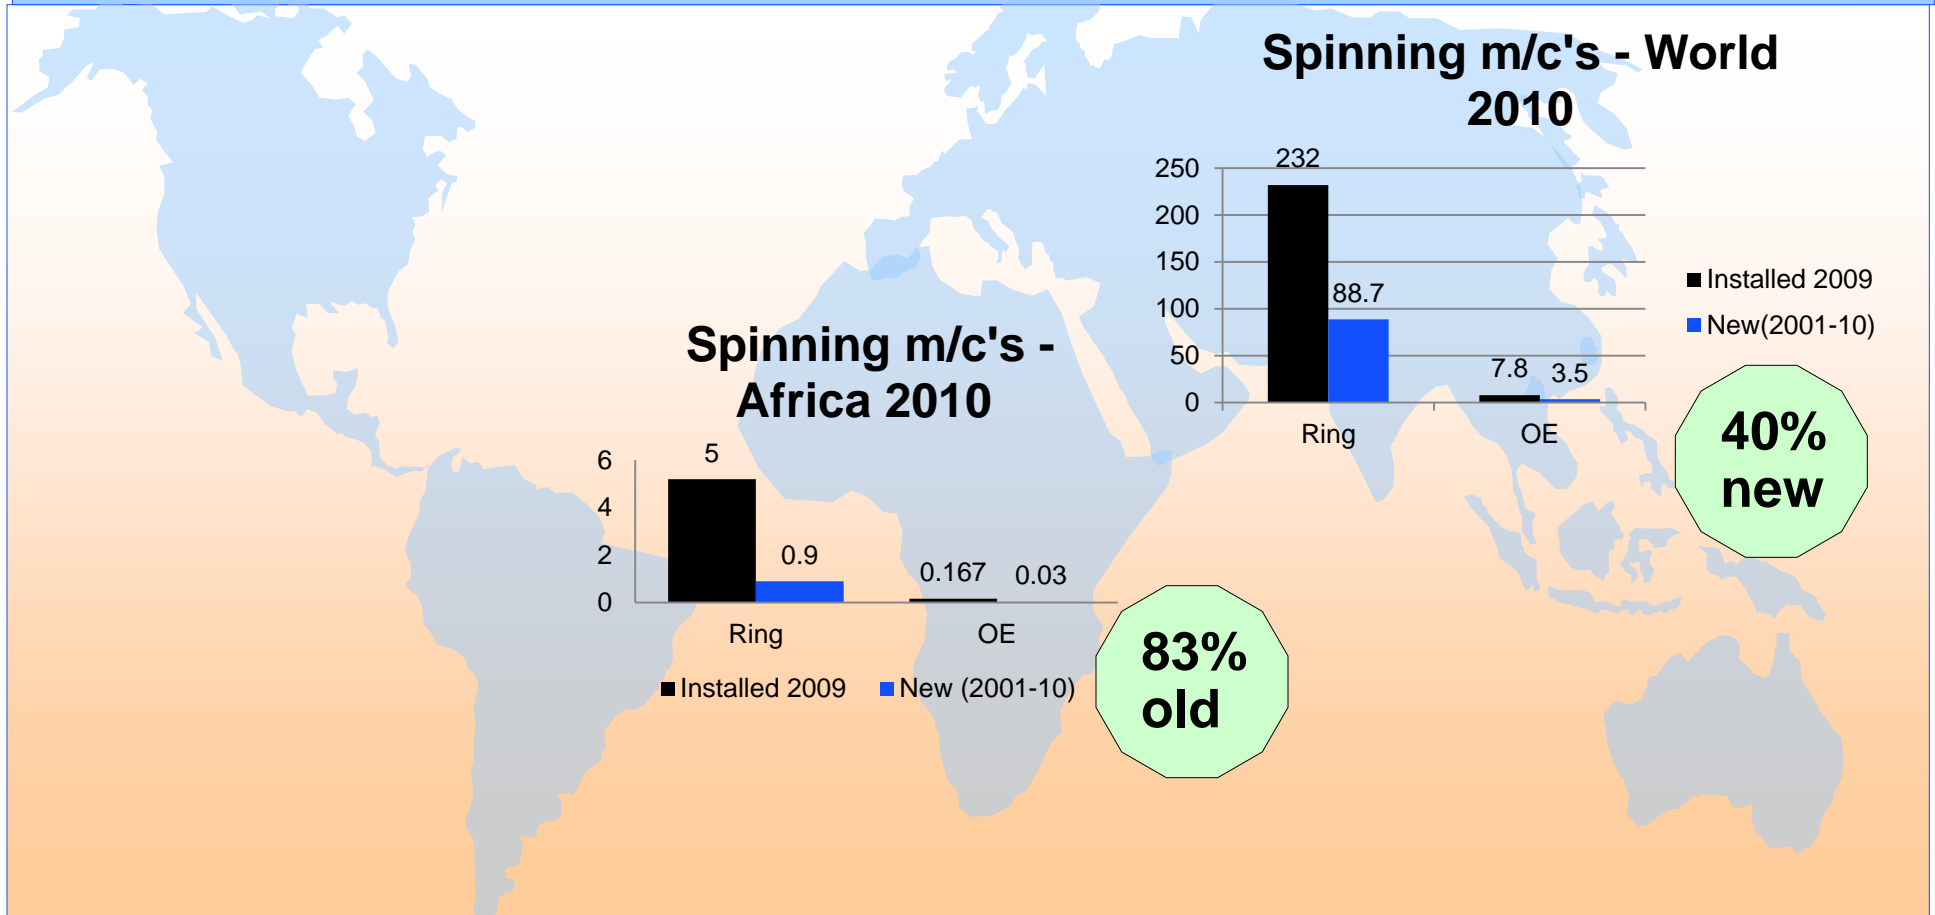 Spinning m/c's - World
2010
250
200
150
100
50
0
232
88.7
7.8
3.5
Ring
OE
Installed 2009
New(2001-10)
40%
new
Spinning m/c's -
Africa 2010
6
4
2
0
5
0.9
0.167
0.03
Ring
OE
Installed 2009
New (2001-10)
83%
old